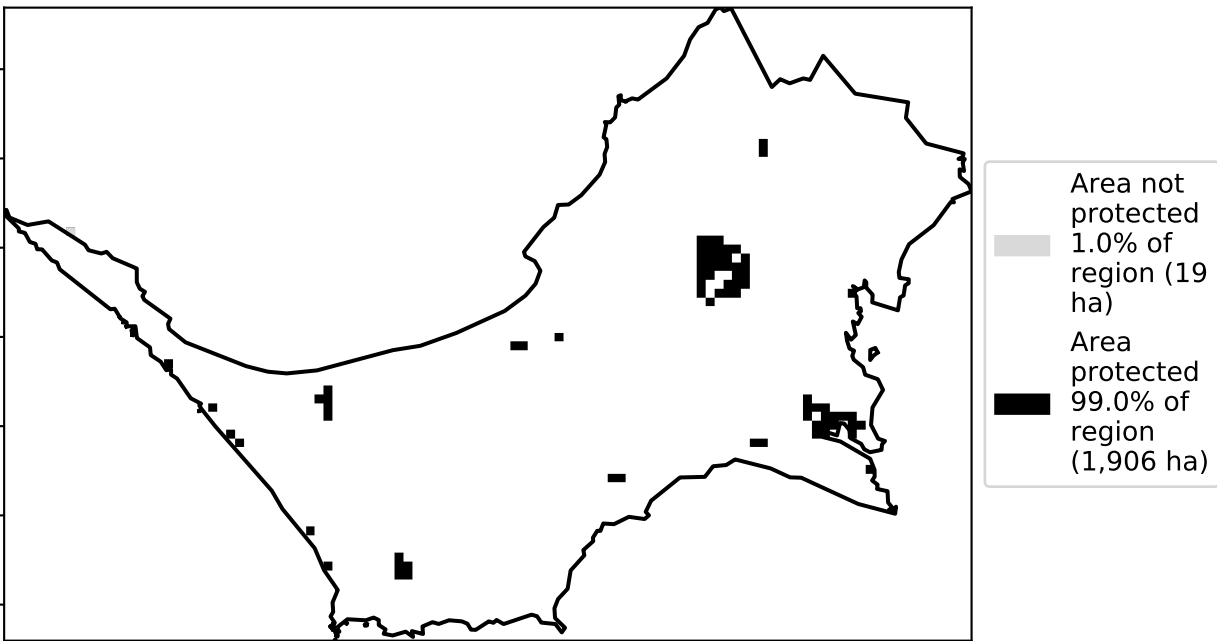 Area not
protected
1.0% of
region (19
ha)
Area
protected
99.0% of
region
(1,906 ha)